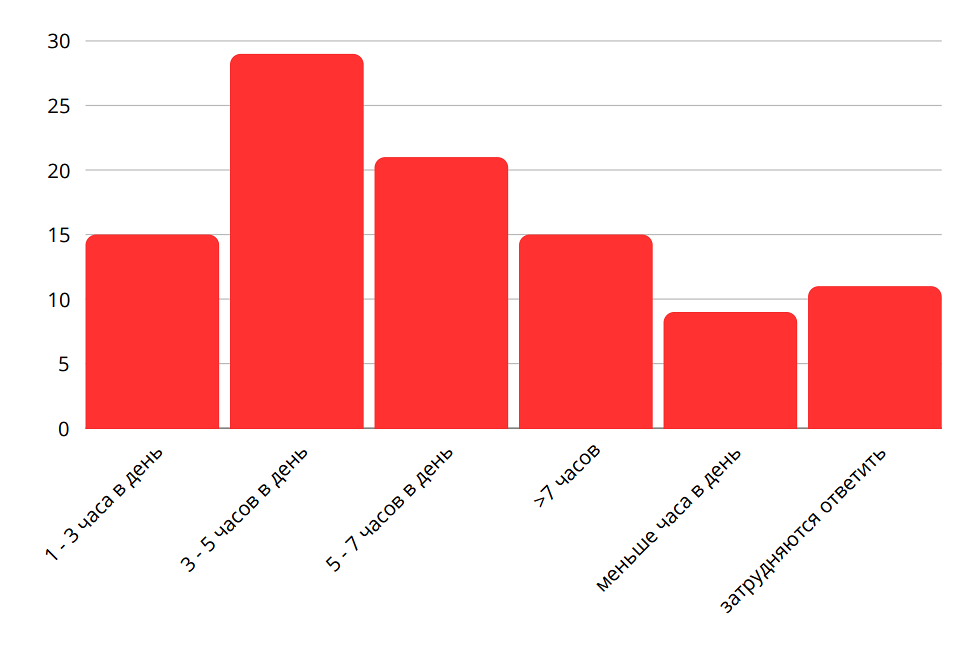 30
25
20
15
10
5
0
1 - 3 часа в день
3 - 5 часов в день
5 - 7 часов в день
>7 часов
меньше часа в день
затрудняются ответить